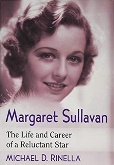 Margaret Sullavan
The Life and Career
of a Reluctant Star
MICHAEL D. RINELLA